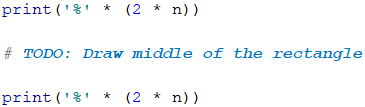 print('%' * (2 * n))
# TODO: Draw middle of the rectangle
print('%' * (2 * n))